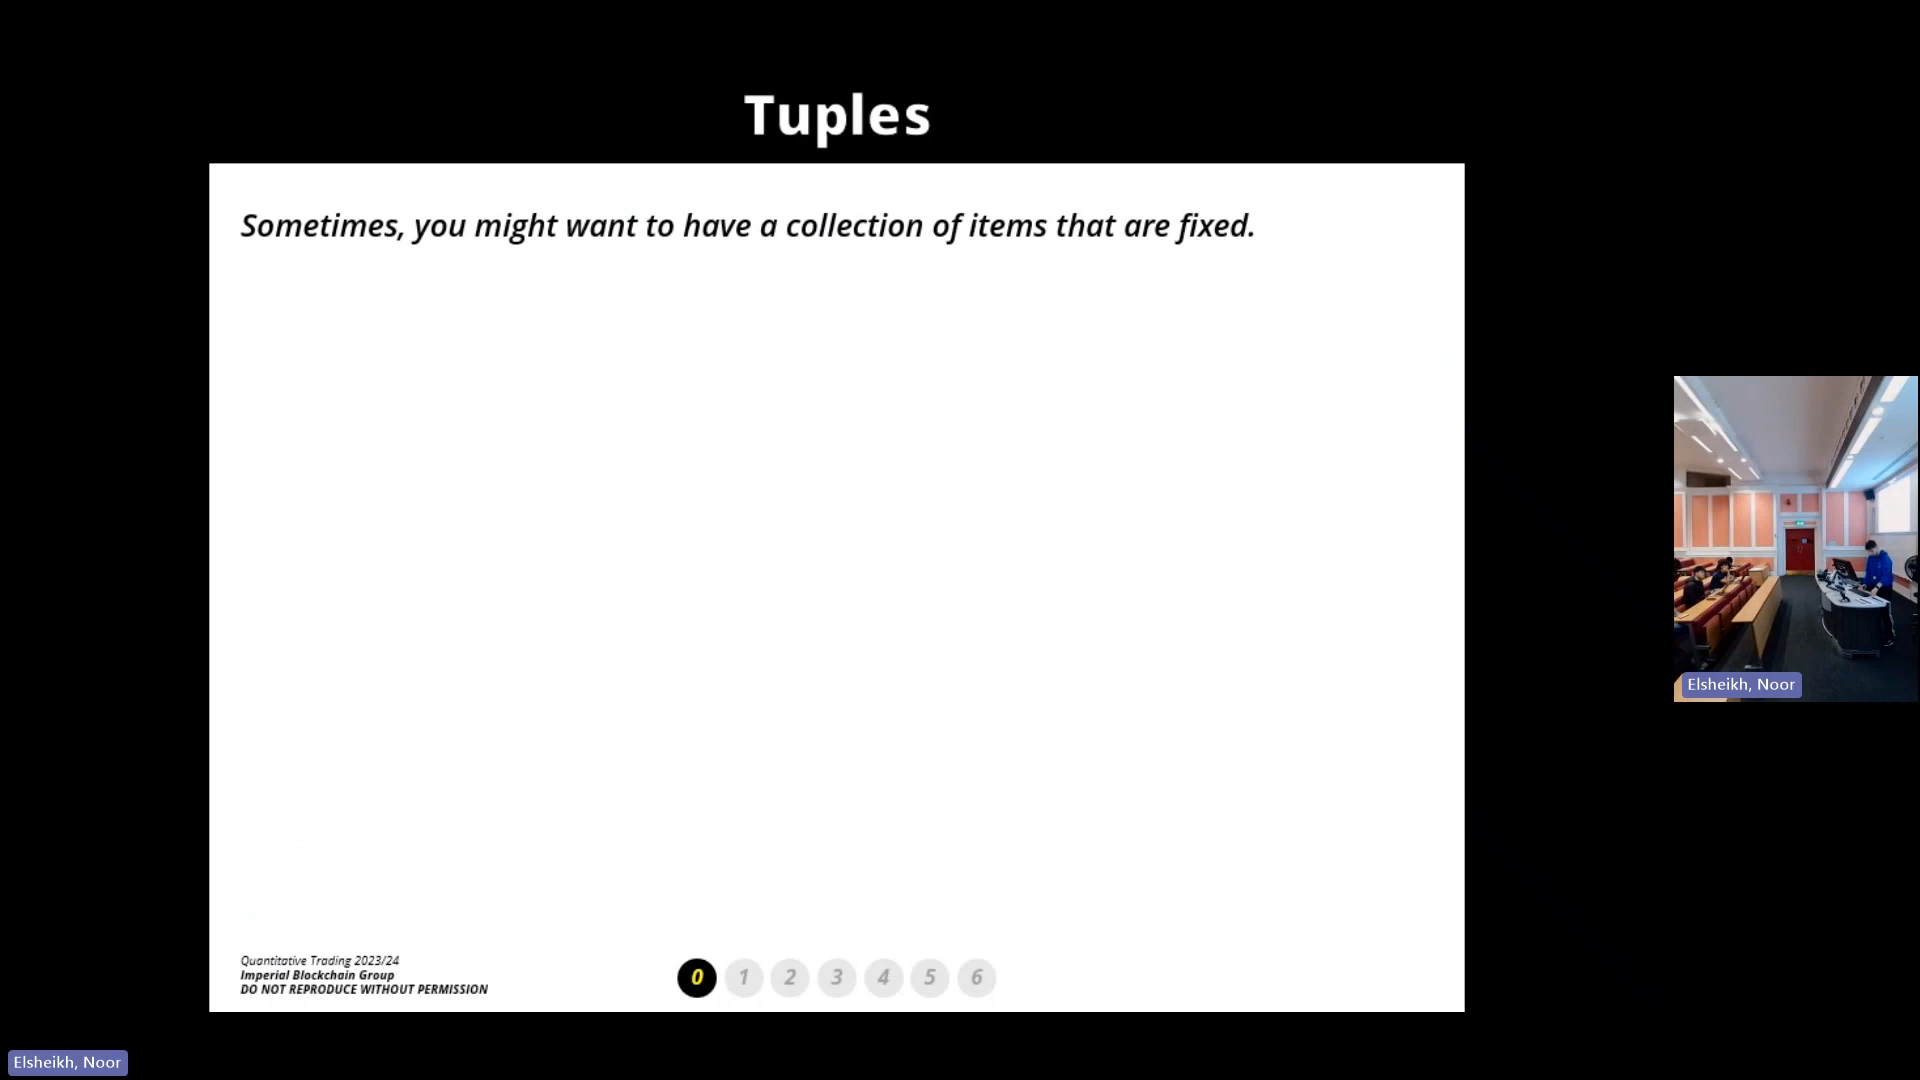 Tuples
Sometimes, you might want to have a collection of items that are fixed.
Quantitative Trading 2023/24
Imperial Blockchain Group
DO NOT REPRODUCE WITHOUT PERMISSION
0 1 2 3 4 5 6
Elsheikh, Noor
Elsheikh, Noor